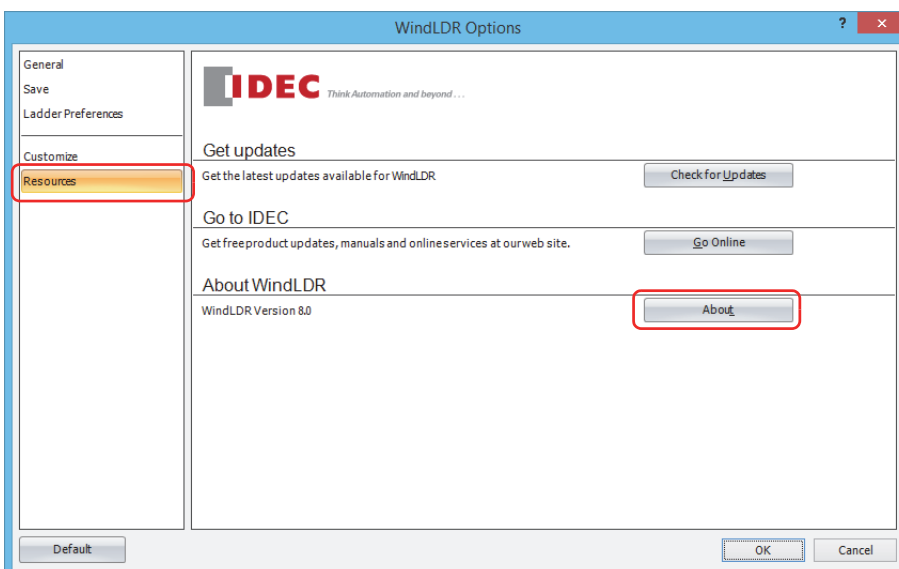 WindLDR Options
? ×
General
Save
Ladder Preferences
Customize
Resources
IDEC Think Automation and beyond...
Get updates
Get the latest updates available for WindLDR
Check for Updates
Go to IDEC
Get free product updates, manuals and online services at our web site.
Go Online
About WindLDR
WindLDR Version 8.0
About
Default
OK
Cancel